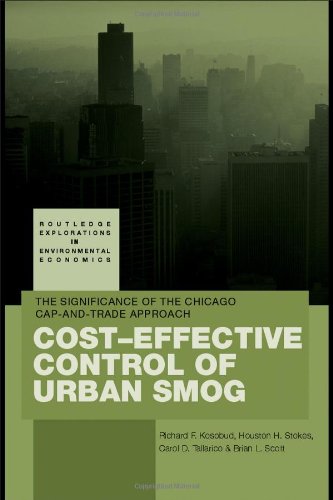 ROUTLEDGE
EXPLORATIONS
IN
ENVIRONMENTAL
ECONOMICS
THE SIGNIFICANCE OF THE CHICAGO
CAP-AND-TRADE APPROACH
COST–EFFECTIVE
CONTROL OF
URBAN SMOG
Richard F. Kosobud, Houston H. Stokes,
Carol D. Tallarico & Brian L. Scott